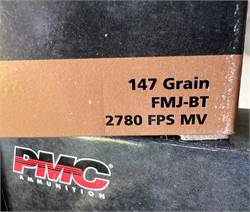 147 Grain
FMJ-BT
2780 FPS MV
PMC
AMMUNITION